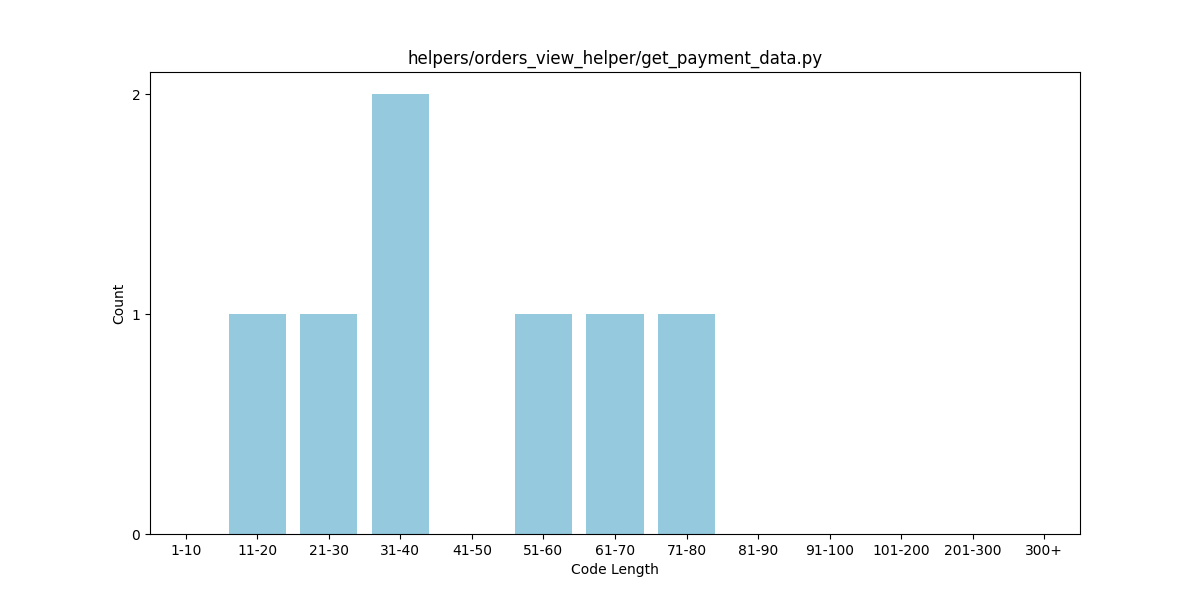 helpers/orders_view_helper/get_payment_data.py
2
1
0
Count
1-10 11-20 21-30 31-40 41-50 51-60 61-70 71-80 81-90 91-100 101-200 201-300 300+
Code Length